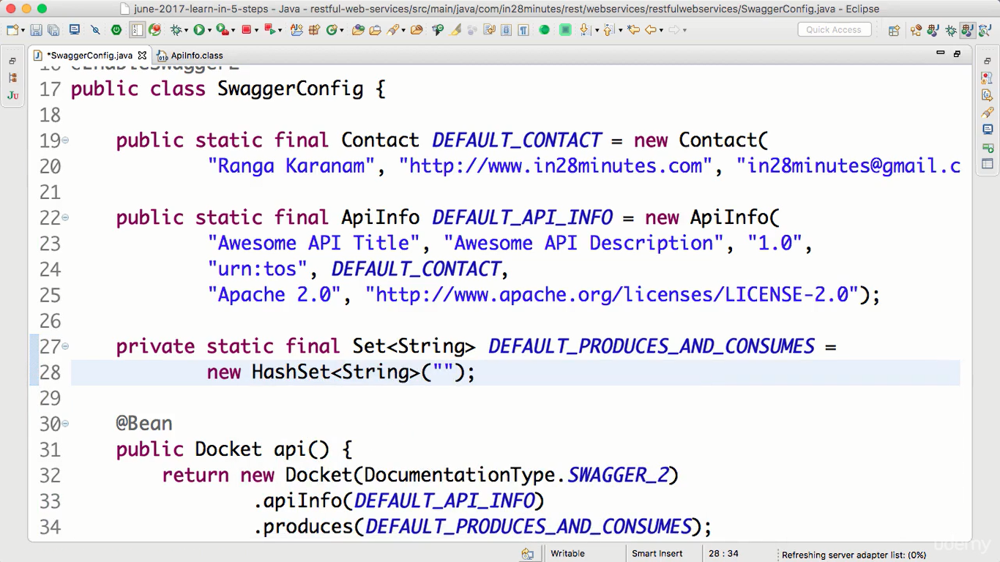 june-2017-learn-in-5-steps - Java - restful-web-services/src/main/java/com/in28minutes/rest/webservices/restfulwebservices/SwaggerConfig.java - Eclipse
Quick Access
*SwaggerConfig.java ApiInfo.class
16 @EnableSwagger2
17 public class SwaggerConfig {
18
19 public static final Contact DEFAULT_CONTACT = new Contact(
20 "Ranga Karanam", "http://www.in28minutes.com", "in28minutes@gmail.c
21
22 public static final ApiInfo DEFAULT_API_INFO = new ApiInfo(
23 "Awesome API Title", "Awesome API Description", "1.0",
24 "urn:tos", DEFAULT_CONTACT,
25 "Apache 2.0", "http://www.apache.org/licenses/LICENSE-2.0");
26
27 private static final Set<String> DEFAULT_PRODUCES_AND_CONSUMES =
28 new HashSet<String>("");
29
30 @Bean
31 public Docket api() {
32 return new Docket(DocumentationType.SWAGGER_2)
33 .apiInfo(DEFAULT_API_INFO)
34 .produces(DEFAULT_PRODUCES_AND_CONSUMES);
udemy
Writable Smart Insert 28 : 34 Refreshing server adapter list: (0%)